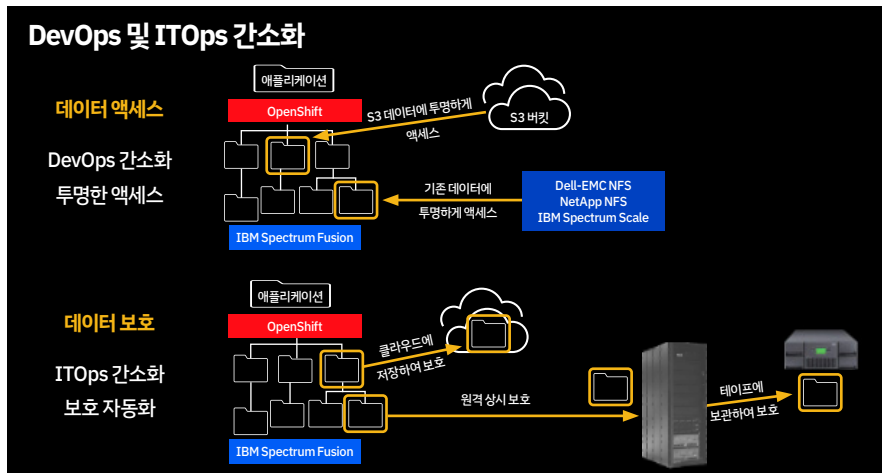 DevOps 및 ITOps 간소화
애플리케이션
데이터 액세스
OpenShift
S3 데이터에 투명하게
액세스
S3 버킷
DevOps 간소화
투명한 액세스
기존 데이터에
투명하게 액세스
Dell-EMC NFS
NetApp NFS
IBM Spectrum Scale
IBM Spectrum Fusion
애플리케이션
데이터 보호
OpenShift
클라우드에
저장하여 보호
ITOps 간소화
보호 자동화
원격 상시 보호
테이프에
보관하여 보호
IBM Spectrum Fusion